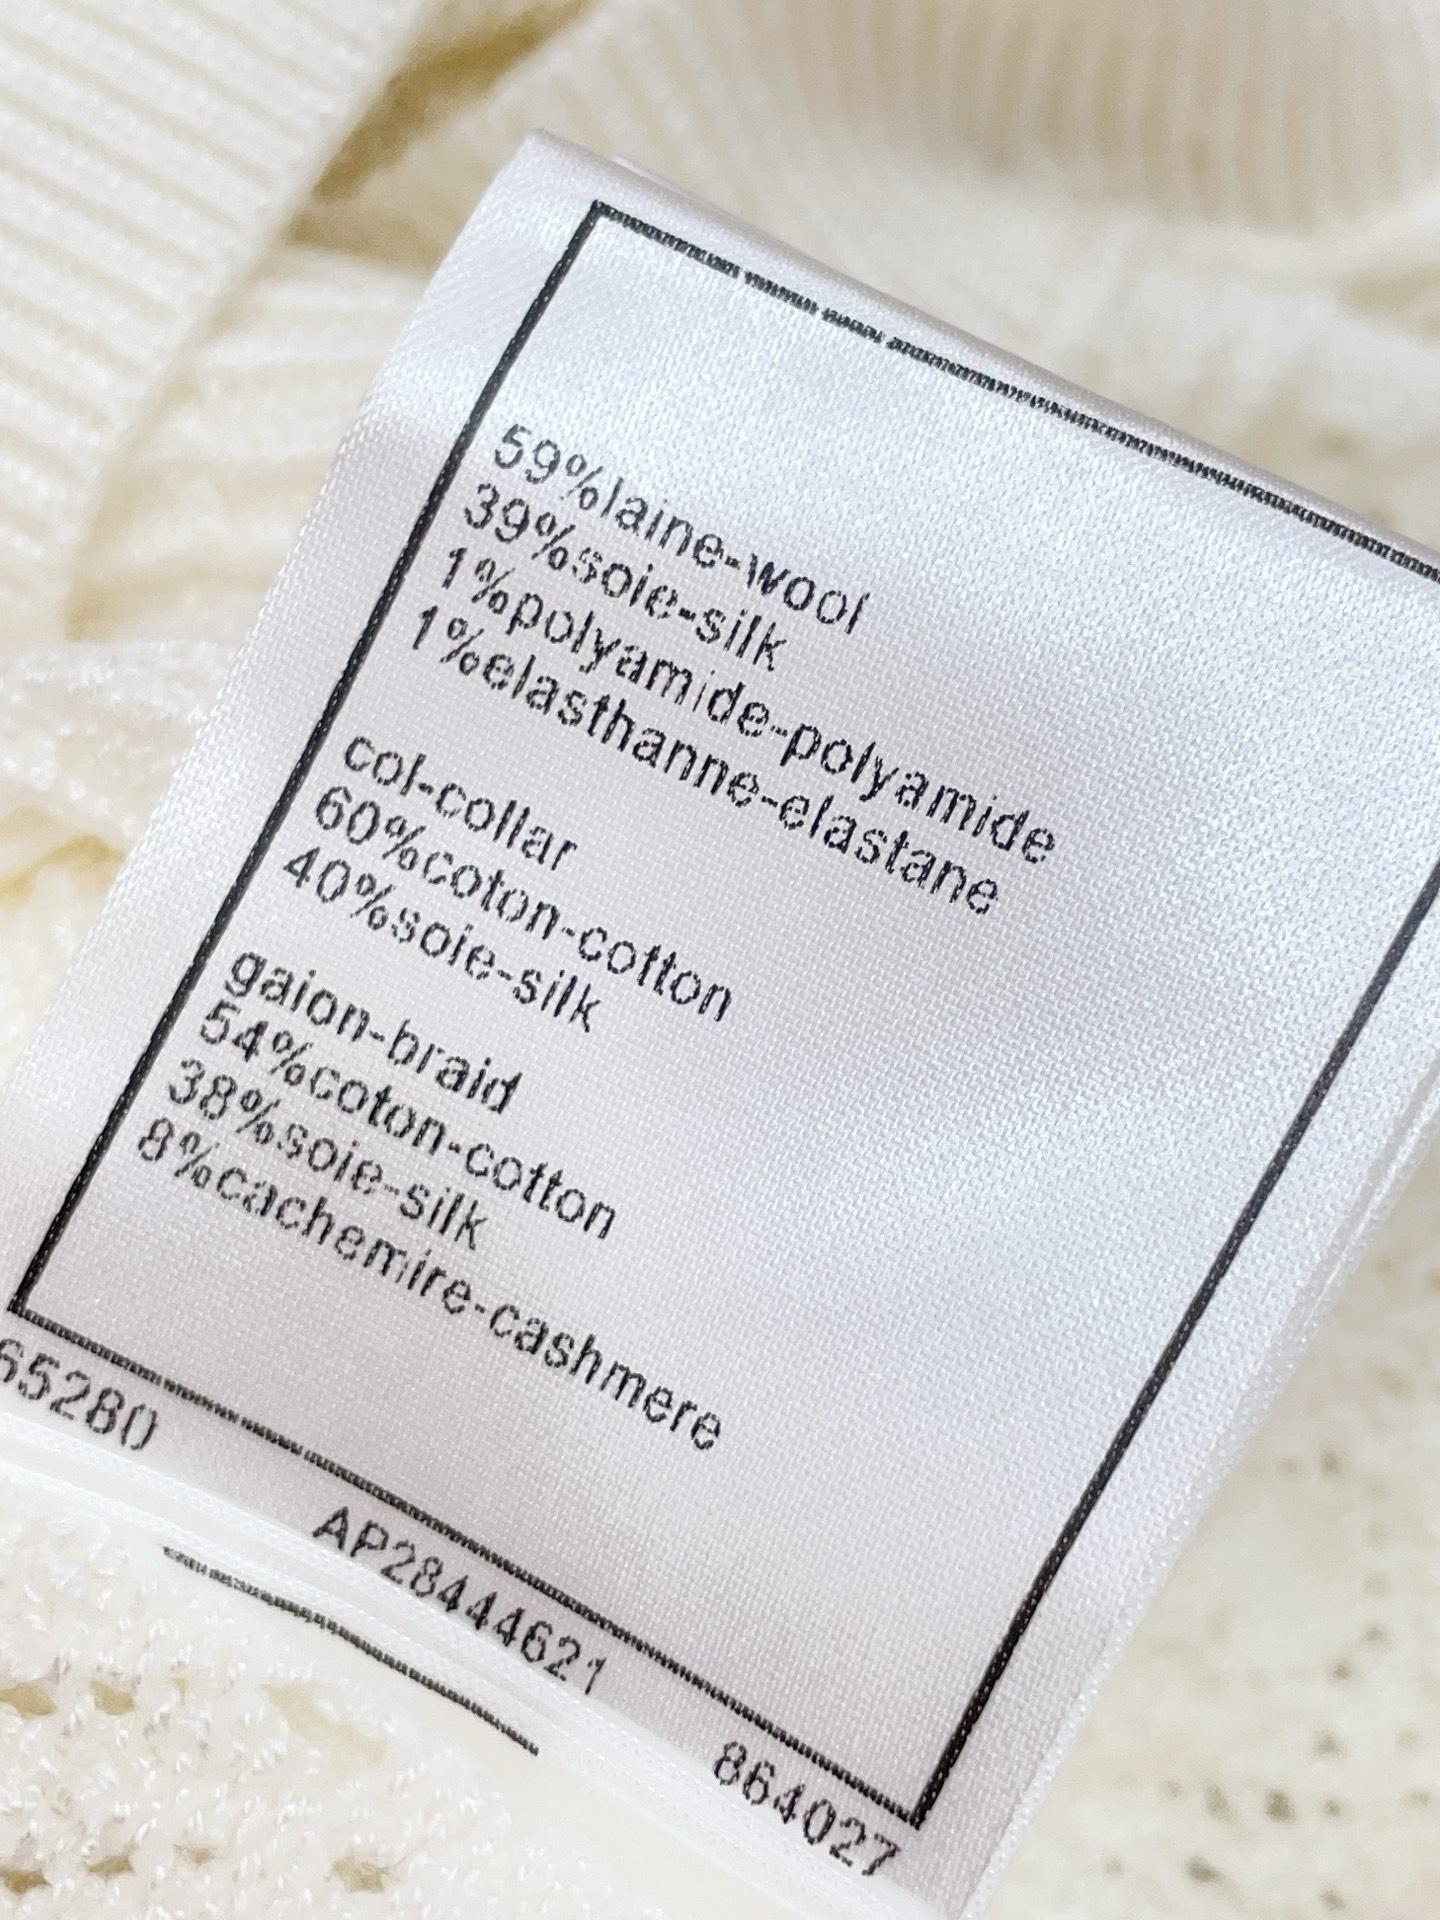 59%laine-wool
39%soie-silk
1%polyamide-polyamide
1%elasthanne-elastane
col-collar
60%coton-cotton
40%soie-silk
gaion-braid
54%coton-cotton
38%soie-silk
8%cachemire-cashmere
65280
AP28444621
864027